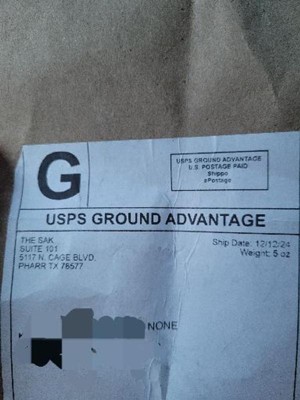 G
USPS GROUND ADVANTAGE
U.S. POSTAGE PAID
Shippo
ePostage
USPS GROUND ADVANTAGE
THE SAK
SUITE 101
5117 N. CAGE BLVD.
PHARR TX 78577
Ship Date: 12/12/24
Weight: 5 oz
NONE